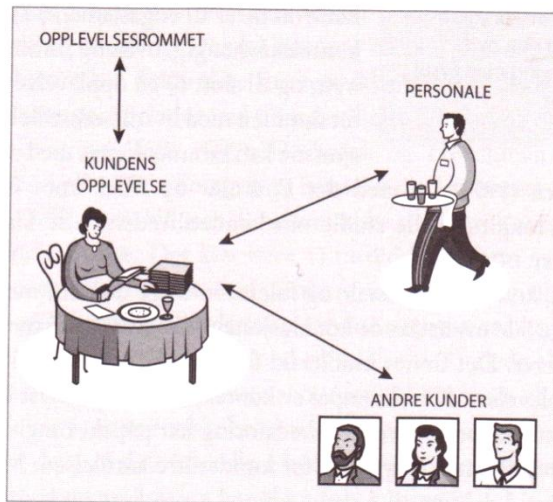 OPPLEVELSESROMMET
PERSONALE
KUNDENS
OPPLEVELSE
ANDRE KUNDER